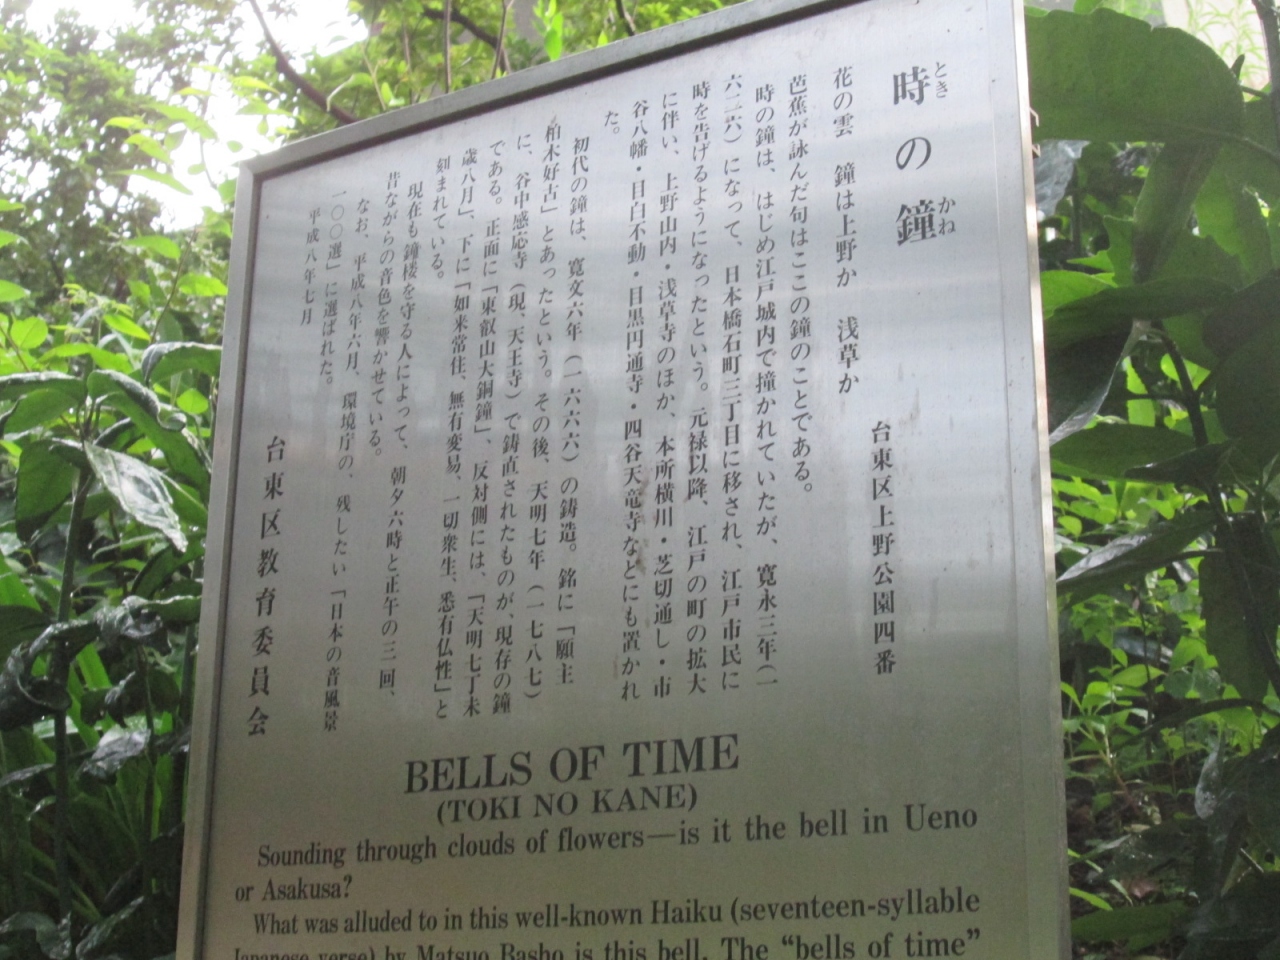 時の鐘
とき
かね
台東区上野公園四番
花の雲　鐘は上野か　浅草か
芭蕉が詠んだ句はここの鐘のことである。
時の鐘は、はじめ江戸城内で撞かれていたが、寛永三年(一
六二六)になって、日本橋石町三丁目に移され、江戸市民に
時を告げるようになったという。元禄以降、江戸の町の拡大
に伴い、上野山内・浅草寺のほか、本所横川・芝切通し・市
谷八幡・目白不動・目黒円通寺・四谷天竜寺などにも置かれ
た。
初代の鐘は、寛文六年(一六六六)の鋳造。銘に「願主
柏木好古」とあったという。その後、天明七年(一七八七)
に、谷中感応寺(現、天王寺)で鋳直されたものが、現存の鐘
である。正面に「東叡山大銅鐘」、反対側には、「天明七丁未
歳八月」、下に「如来常住、無有変易、一切衆生、悉有仏性」と
刻まれている。
現在も鐘楼を守る人によって、朝夕六時と正午の三回、
昔ながらの音色を響かせている。
なお、平成八年六月、環境庁の、残したい「日本の音風景
一〇〇選」に選ばれた。
平成八年七月
台東区教育委員会
BELLS OF TIME
(TOKI NO KANE)
Sounding through clouds of flowers—is it the bell in Ueno
or Asakusa?
What was alluded to in this well-known Haiku (seventeen-syllable
Japanese verse) by Matsuo Basho is this bell. The “bells of time”